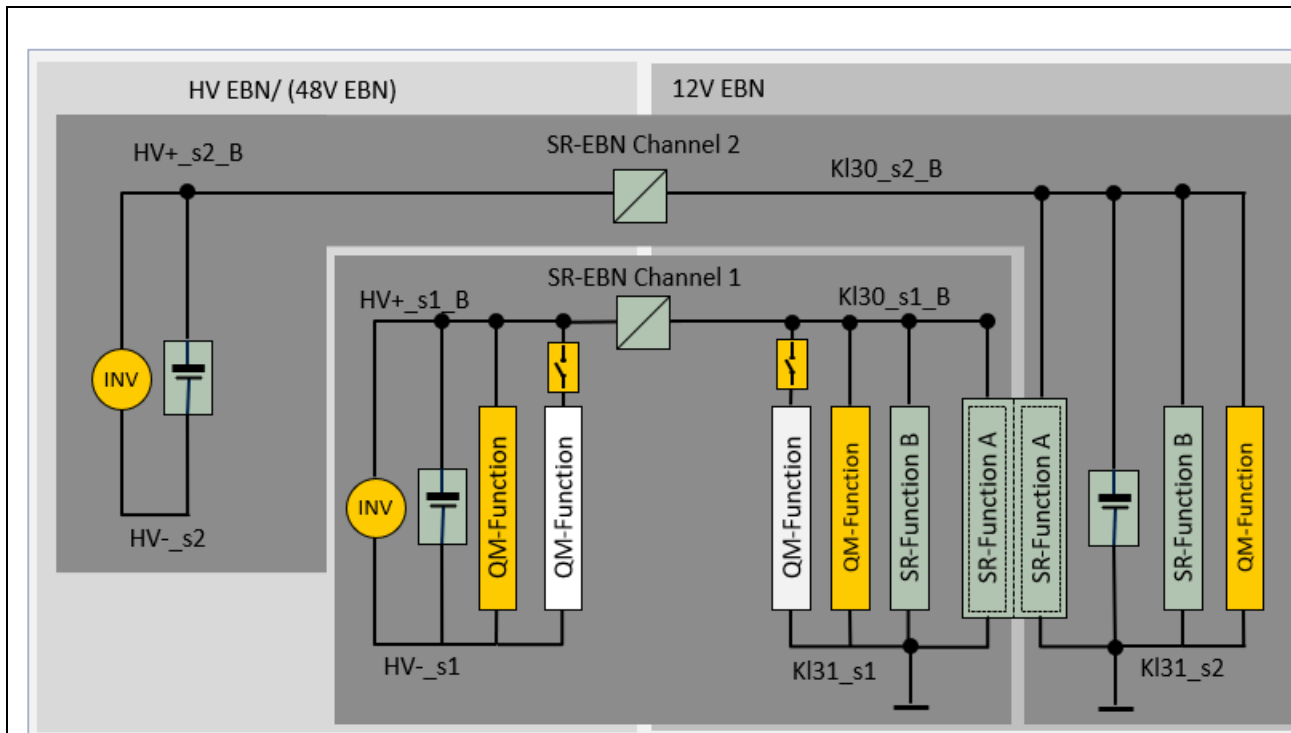 HV EBN/ (48V EBN)
12V EBN
SR-EBN Channel 2
HV+_s2_B
Kl30_s2_B
SR-EBN Channel 1
HV+_s1_B
Kl30_s1_B
INV
HV-_s2
INV
QM-Function
QM-Function
QM-Function
QM-Function
SR-Function B
SR-Function A
SR-Function A
SR-Function B
QM-Function
HV-_s1
Kl31_s1
Kl31_s2